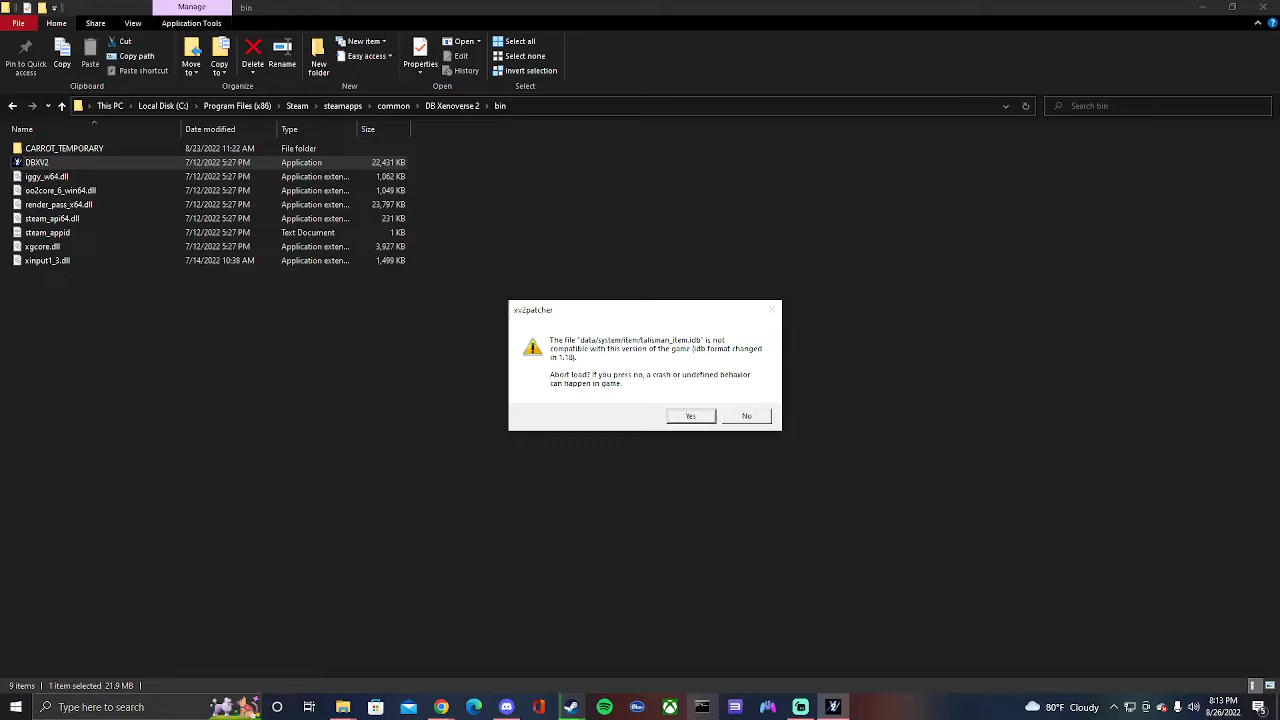 Manage
bin
File
Home
Share
View
Application Tools
Pin to Quick access
Copy
Paste
Cut
Copy path
Paste shortcut
Clipboard
Move to
Copy to
Delete
Rename
Organize
New folder
New item
Easy access
New
Properties
Open
Edit
History
Open
Select all
Select none
Invert selection
Select
This PC > Local Disk (C:) > Program Files (x86) > Steam > steamapps > common > DB Xenoverse 2 > bin
Search bin
Name Date modified Type Size
CARROT_TEMPORARY 8/23/2022 11:22 AM File folder
DBXV2 7/12/2022 5:27 PM Application 22,431 KB
iggy_w64.dll 7/12/2022 5:27 PM Application exten... 1,062 KB
oo2core_6_win64.dll 7/12/2022 5:27 PM Application exten... 1,049 KB
render_pass_x64.dll 7/12/2022 5:27 PM Application exten... 23,797 KB
steam_api64.dll 7/12/2022 5:27 PM Application exten... 231 KB
steam_appid 7/12/2022 5:27 PM Text Document 1 KB
xgcore.dll 7/12/2022 5:27 PM Application exten... 3,927 KB
xinput1_3.dll 7/14/2022 10:38 AM Application exten... 1,499 KB
xv2patcher
The file "data/system/item/talisman_item.idb" is not
compatible with this version of the game (idb format changed
in 1.18).
Abort load? If you press no, a crash or undefined behavior
can happen in game.
Yes
No
9 items
1 item selected 21.9 MB
Type here to search
80°F Cloudy
8:13 PM
8/26/2022